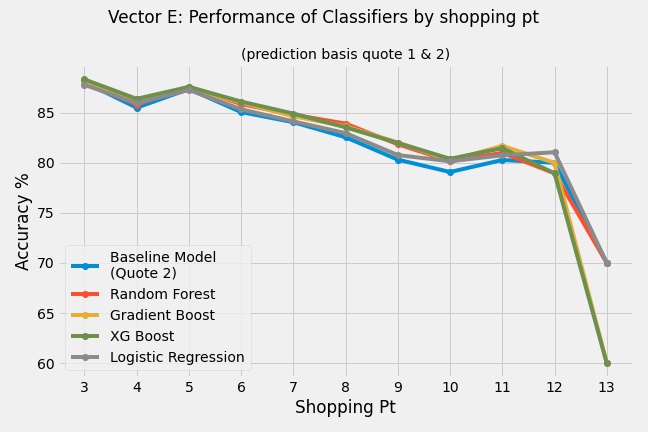 Vector E: Performance of Classifiers by shopping pt
(prediction basis quote 1 & 2)
Accuracy %
85
80
75
70
65
60
Baseline Model
(Quote 2)
Random Forest
Gradient Boost
XG Boost
Logistic Regression
3 4 5 6 7 8 9 10 11 12 13
Shopping Pt